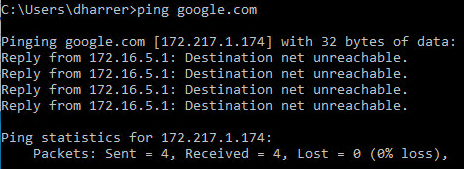 C:\Users\dharrer>ping google.com
Pinging google.com [172.217.1.174] with 32 bytes of data:
Reply from 172.16.5.1: Destination net unreachable.
Reply from 172.16.5.1: Destination net unreachable.
Reply from 172.16.5.1: Destination net unreachable.
Reply from 172.16.5.1: Destination net unreachable.
Ping statistics for 172.217.1.174:
    Packets: Sent = 4, Received = 4, Lost = 0 (0% loss),